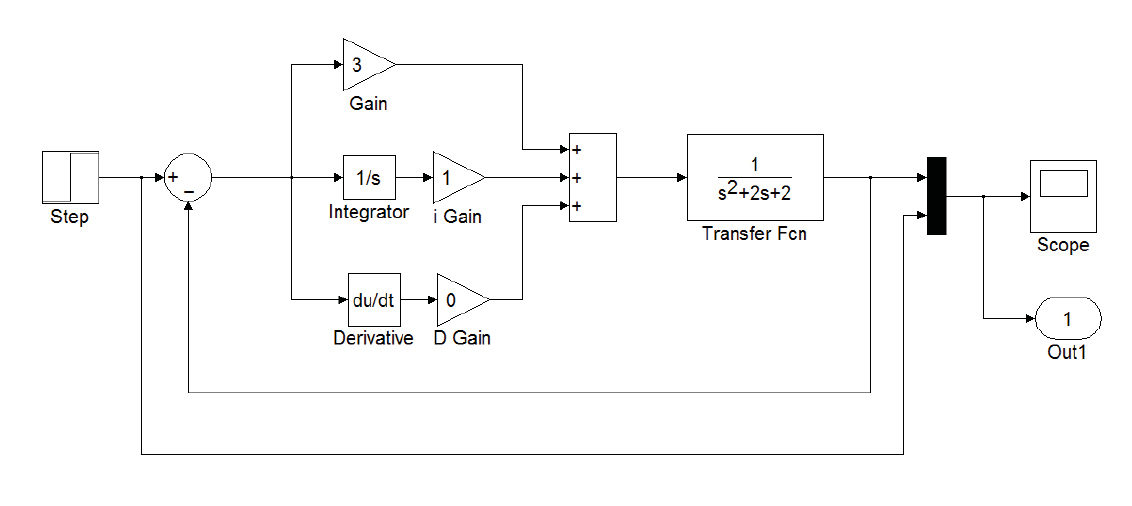 3
Gain
+
−
Step
1/s
Integrator
1
i Gain
du/dt
Derivative
0
D Gain
+
+
+
1
s²+2s+2
Transfer Fcn
Scope
1
Out1